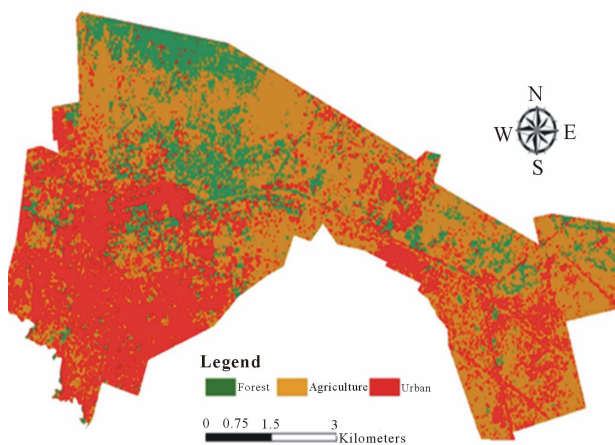 N
W E
S
Legend
Forest Agriculture Urban
0 0.75 1.5 3
Kilometers